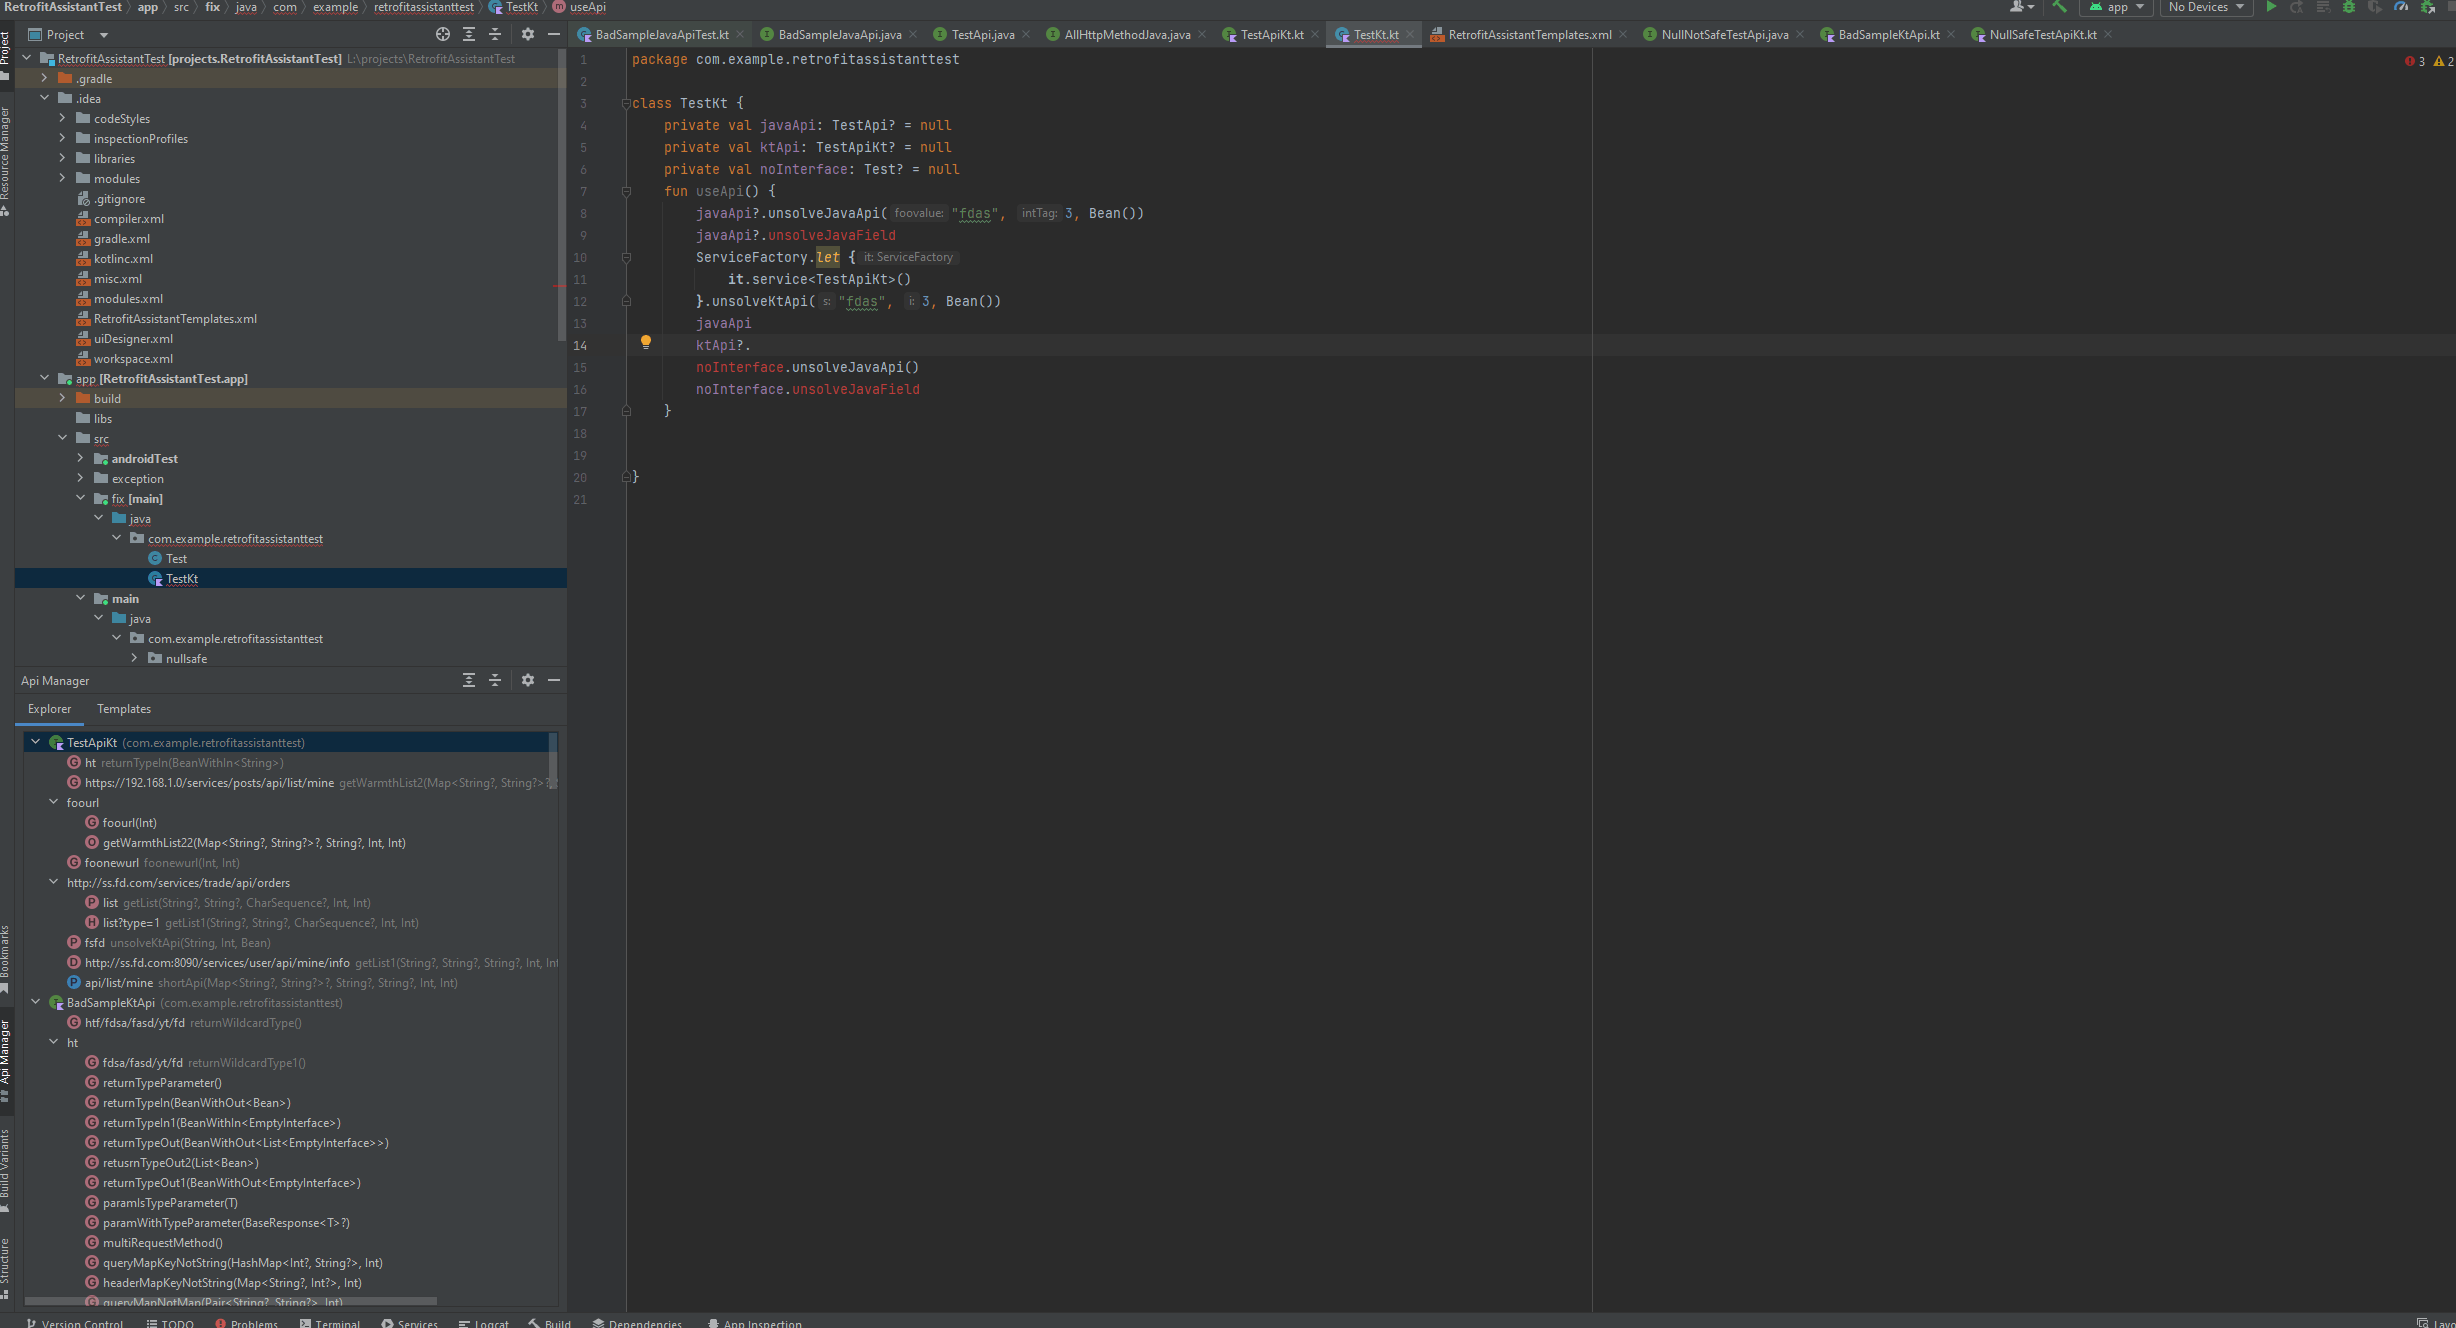 RetrofitAssistantTest app src fix java com example retrofitassistanttest TestKt useApi
app No Devices
Project
BadSampleJavaApiTest.kt BadSampleJavaApi.java TestApi.java AllHttpMethodJava.java TestApiKt.kt TestKt.kt RetrofitAssistantTemplates.xml NullNotSafeTestApi.java BadSampleKtApi.kt NullSafeTestApiKt.kt
Project
Resource Manager
Bookmarks
Api Manager
Build Variants
Structure
RetrofitAssistantTest [projects.RetrofitAssistantTest] L:\projects\RetrofitAssistantTest
.gradle
.idea
codeStyles
inspectionProfiles
libraries
modules
.gitignore
compiler.xml
gradle.xml
kotlinc.xml
misc.xml
modules.xml
RetrofitAssistantTemplates.xml
uiDesigner.xml
workspace.xml
app [RetrofitAssistantTest.app]
build
libs
src
androidTest
exception
fix [main]
java
com.example.retrofitassistanttest
Test
TestKt
main
java
com.example.retrofitassistanttest
nullsafe
Api Manager
Explorer Templates
TestApiKt (com.example.retrofitassistanttest)
G ht returnTypeIn(BeanWithIn<String>)
G https://192.168.1.0/services/posts/api/list/mine getWarmthList2(Map<String?, String?>?
foourl
G foourl(Int)
O getWarmthList22(Map<String?, String?>?, String?, Int, Int)
G foonewurl foonewurl(Int, Int)
http://ss.fd.com/services/trade/api/orders
P list getList(String?, String?, CharSequence?, Int, Int)
H list?type=1 getList1(String?, String?, CharSequence?, Int, Int)
P fsfd unsolveKtApi(String, Int, Bean)
D http://ss.fd.com:8090/services/user/api/mine/info getList1(String?, String?, String?, Int, Int
P api/list/mine shortApi(Map<String?, String?>?, String?, String?, Int, Int)
BadSampleKtApi (com.example.retrofitassistanttest)
G htf/fdsa/fasd/yt/fd returnWildcardType()
ht
G fdsa/fasd/yt/fd returnWildcardType1()
G returnTypeParameter()
G returnTypeIn(BeanWithOut<Bean>)
G returnTypeIn1(BeanWithIn<EmptyInterface>)
G returnTypeOut(BeanWithOut<List<EmptyInterface>>)
G retusrnTypeOut2(List<Bean>)
G returnTypeOut1(BeanWithOut<EmptyInterface>)
G paramIsTypeParameter(T)
G paramWithTypeParameter(BaseResponse<T>?)
G multiRequestMethod()
G queryMapKeyNotString(HashMap<Int?, String?>, Int)
G headerMapKeyNotString(Map<String?, Int?>, Int)
G queryMapNotMap(Pair<String?, String?>, Int)
3 2
1 package com.example.retrofitassistanttest
2
3 class TestKt {
4 private val javaApi: TestApi? = null
5 private val ktApi: TestApiKt? = null
6 private val noInterface: Test? = null
7 fun useApi() {
8 javaApi?.unsolveJavaApi( foovalue: "fdas", intTag: 3, Bean())
9 javaApi?.unsolveJavaField
10 ServiceFactory.let { it: ServiceFactory
11 it.service<TestApiKt>()
12 }.unsolveKtApi( s: "fdas", i: 3, Bean())
13 javaApi
14 ktApi?.
15 noInterface.unsolveJavaApi()
16 noInterface.unsolveJavaField
17 }
18
19
20 }
21
Version Control TODO Problems Terminal Services Logcat Build Dependencies App Inspection